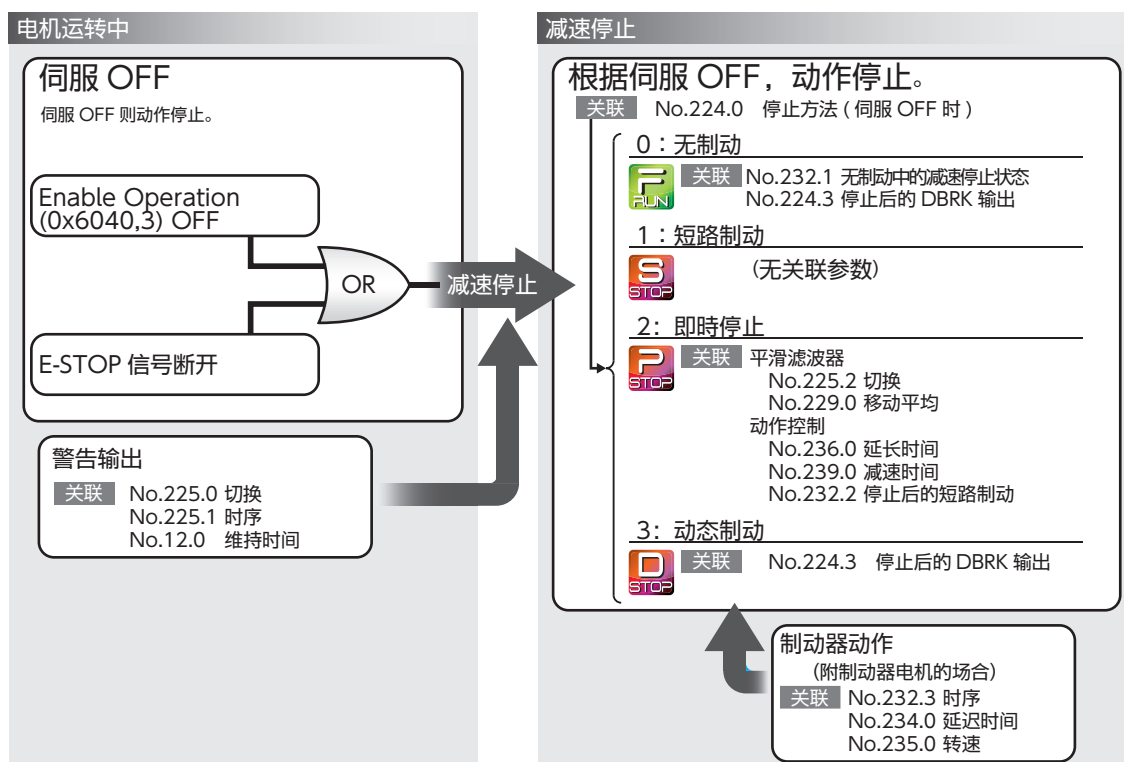 电机运转中
伺服 OFF
伺服 OFF 则动作停止。
Enable Operation
(0x6040,3) OFF
OR
E-STOP 信号断开
减速停止
警告输出
关联 No.225.0 切换
No.225.1 时序
No.12.0 维持时间
减速停止
根据伺服 OFF，动作停止。
关联 No.224.0 停止方法 ( 伺服 OFF 时 )
0：无制动
F RUN
关联 No.232.1 无制动中的减速停止状态
No.224.3 停止后的 DBRK 输出
1：短路制动
S STOP
(无关联参数)
2: 即時停止
P STOP
关联 平滑滤波器
No.225.2 切换
No.229.0 移动平均
动作控制
No.236.0 延长时间
No.239.0 减速时间
No.232.2 停止后的短路制动
3: 动态制动
D STOP
关联 No.224.3 停止后的 DBRK 输出
制动器动作
(附制动器电机的场合)
关联 No.232.3 时序
No.234.0 延迟时间
No.235.0 转速